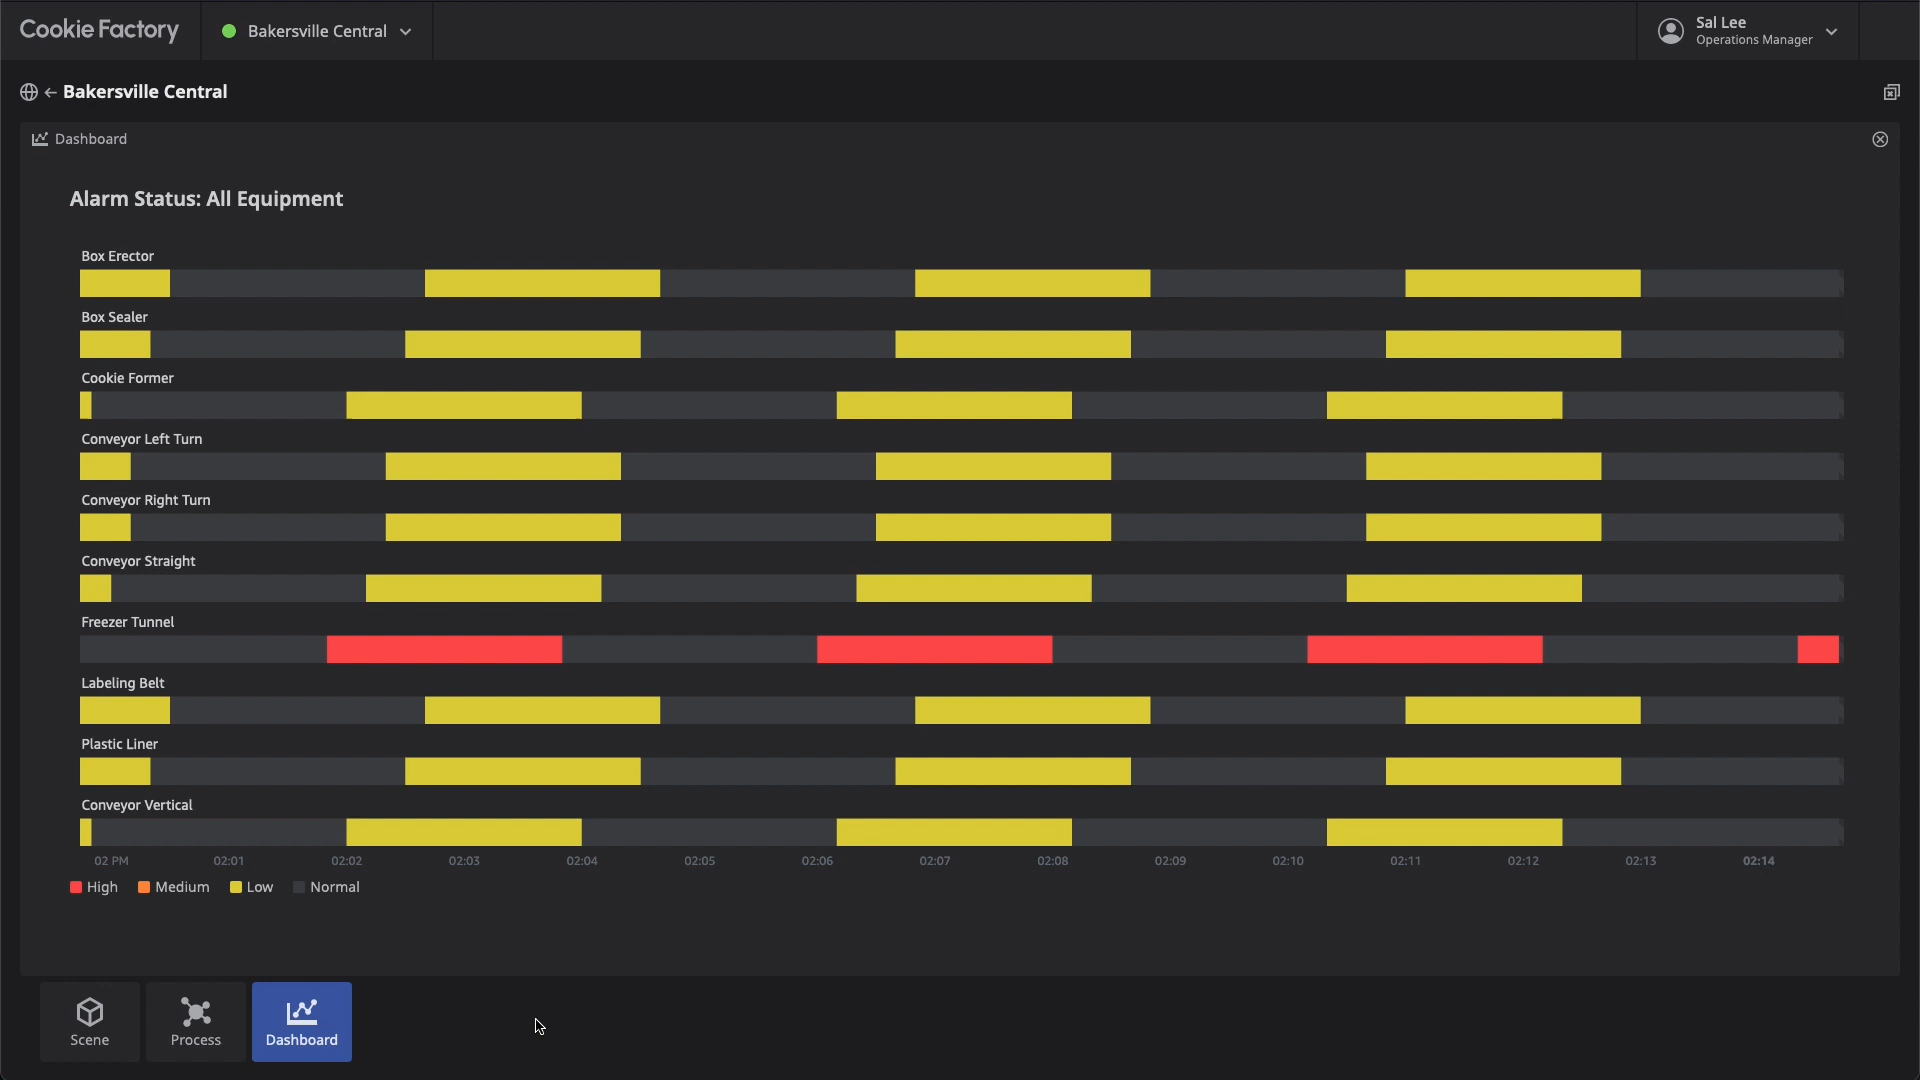 Cookie Factory
Bakersville Central
Sal Lee
Operations Manager
Bakersville Central
Dashboard
Alarm Status: All Equipment
Box Erector
Box Sealer
Cookie Former
Conveyor Left Turn
Conveyor Right Turn
Conveyor Straight
Freezer Tunnel
Labeling Belt
Plastic Liner
Conveyor Vertical
02 PM 02:01 02:02 02:03 02:04 02:05 02:06 02:07 02:08 02:09 02:10 02:11 02:12 02:13 02:14
High Medium Low Normal
Scene Process Dashboard